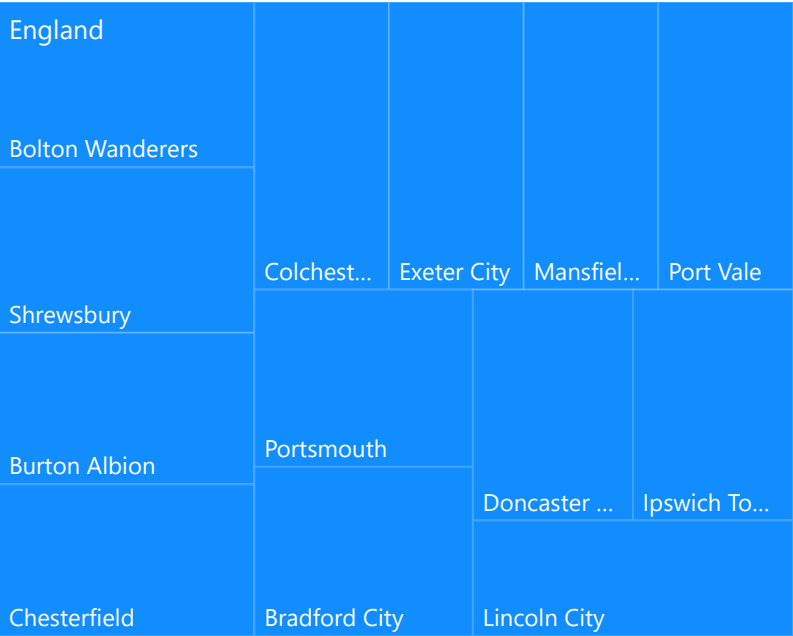 England
Bolton Wanderers
Shrewsbury
Burton Albion
Chesterfield
Colchest...
Exeter City
Mansfiel...
Port Vale
Portsmouth
Bradford City
Doncaster ...
Ipswich To...
Lincoln City